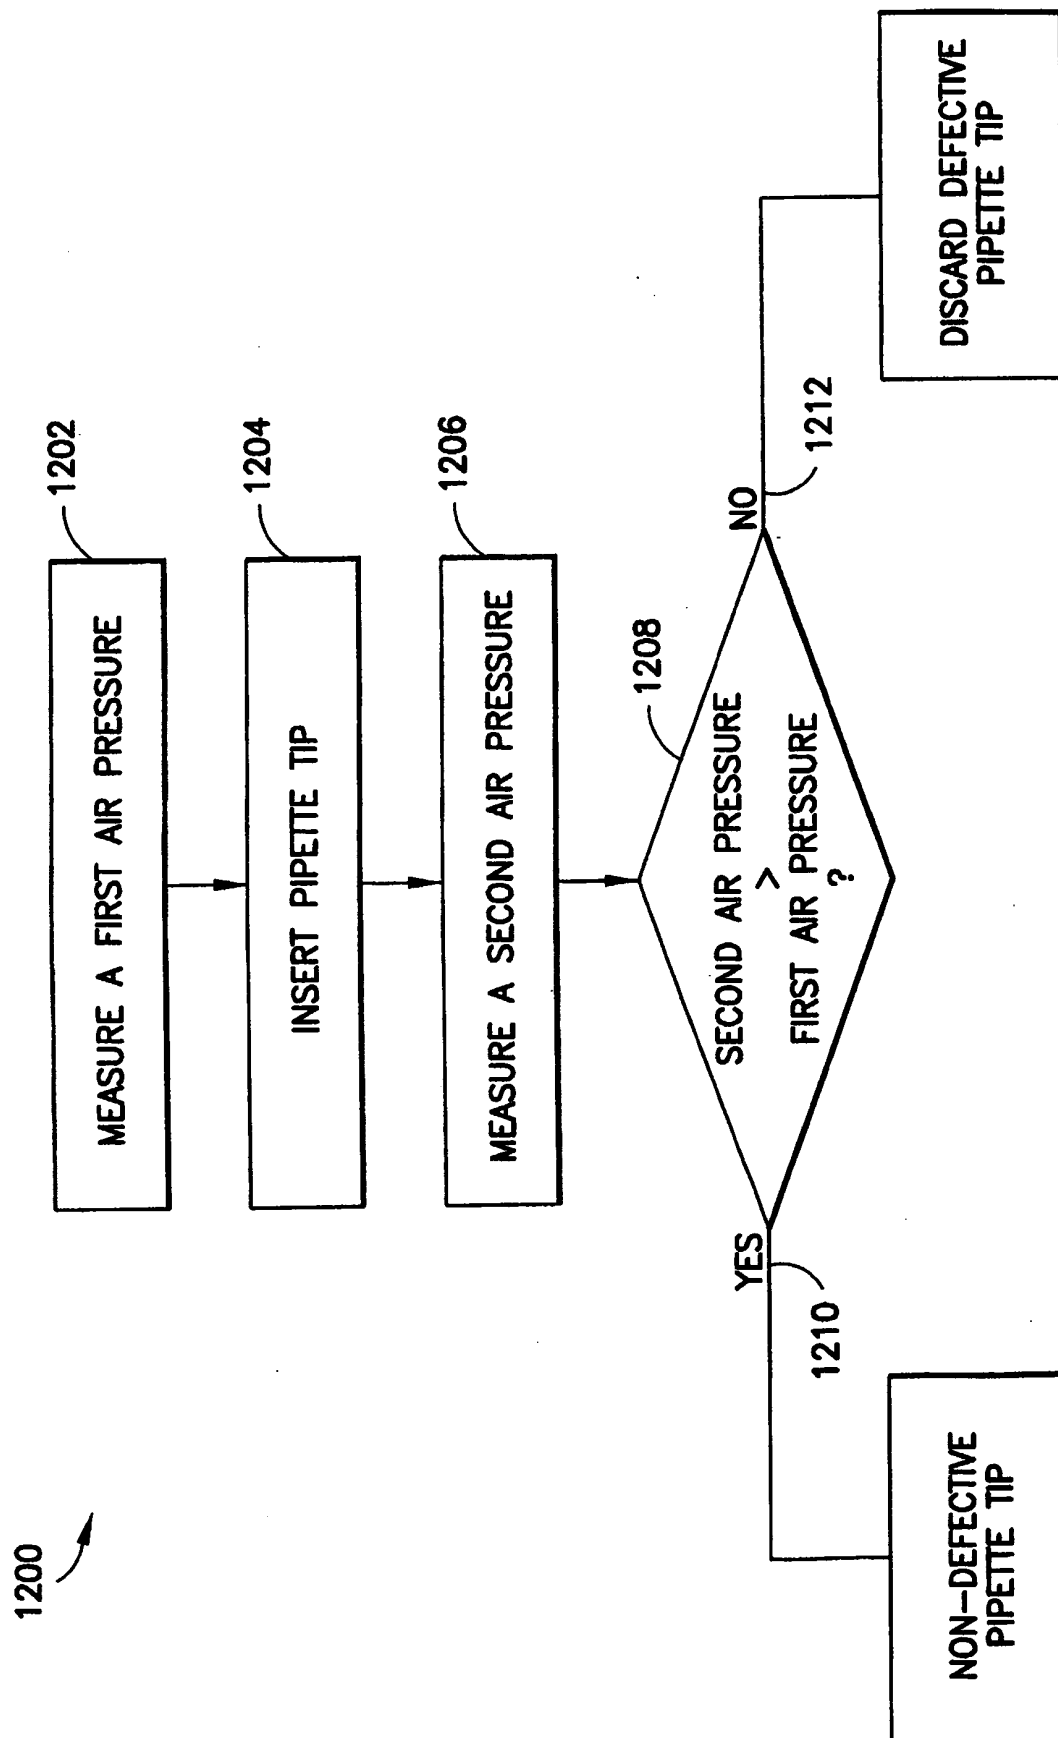 1200
MEASURE A FIRST AIR PRESSURE
1202
INSERT PIPETTE TIP
1204
MEASURE A SECOND AIR PRESSURE
1206
SECOND AIR PRESSURE
>
FIRST AIR PRESSURE
?
1208
YES
1210
NO
1212
NON-DEFECTIVE
PIPETTE TIP
DISCARD DEFECTIVE
PIPETTE TIP